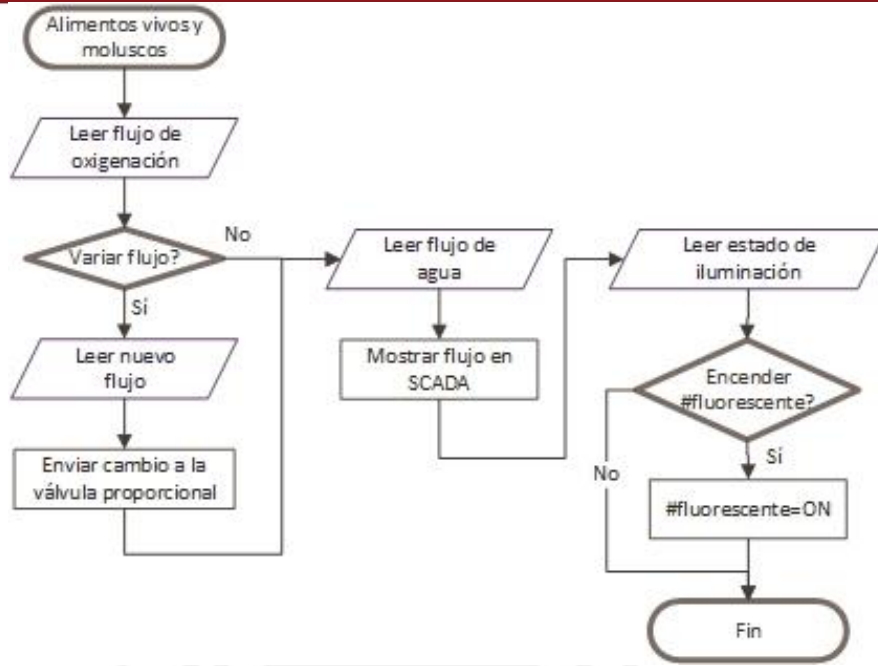 Alimentos vivos y
moluscos
Leer flujo de
oxigenación
Variar flujo?
No
Sí
Leer nuevo
flujo
Enviar cambio a la
válvula proporcional
Leer flujo de
agua
Mostrar flujo en
SCADA
Leer estado de
iluminación
Encender
#fluorescente?
No
Sí
#fluorescente=ON
Fin